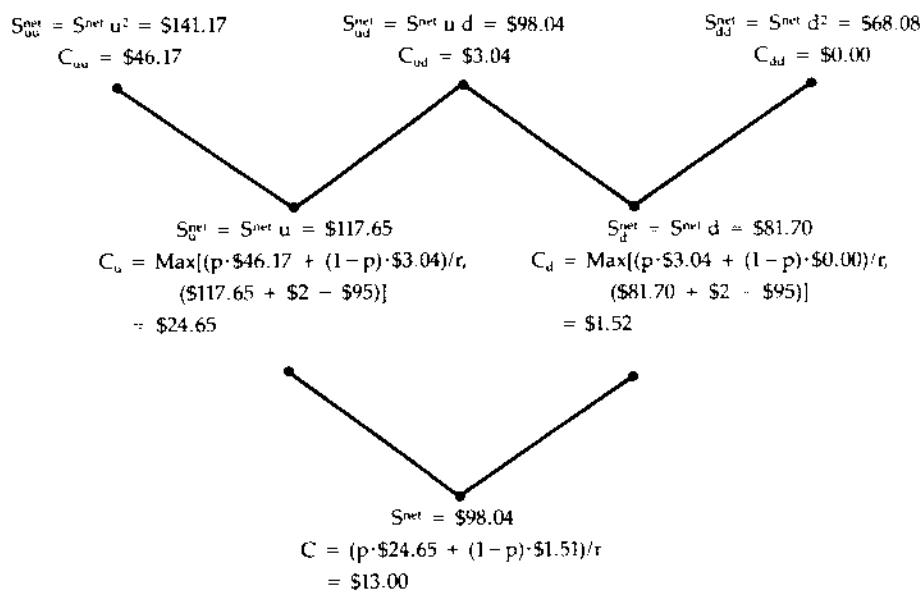 S^net_uu = S^net u² = $141.17
C_uu = $46.17
S^net_ud = S^net u d = $98.04
C_ud = $3.04
S^net_dd = S^net d² = $68.08
C_dd = $0.00
S^net_u = S^net u = $117.65
C_u = Max[(p·$46.17 + (1−p)·$3.04)/r,
($117.65 + $2 − $95)]
= $24.65
S^net_d = S^net d = $81.70
C_d = Max[(p·$3.04 + (1−p)·$0.00)/r,
($81.70 + $2 − $95)]
= $1.52
S^net = $98.04
C = (p·$24.65 + (1−p)·$1.51)/r
= $13.00